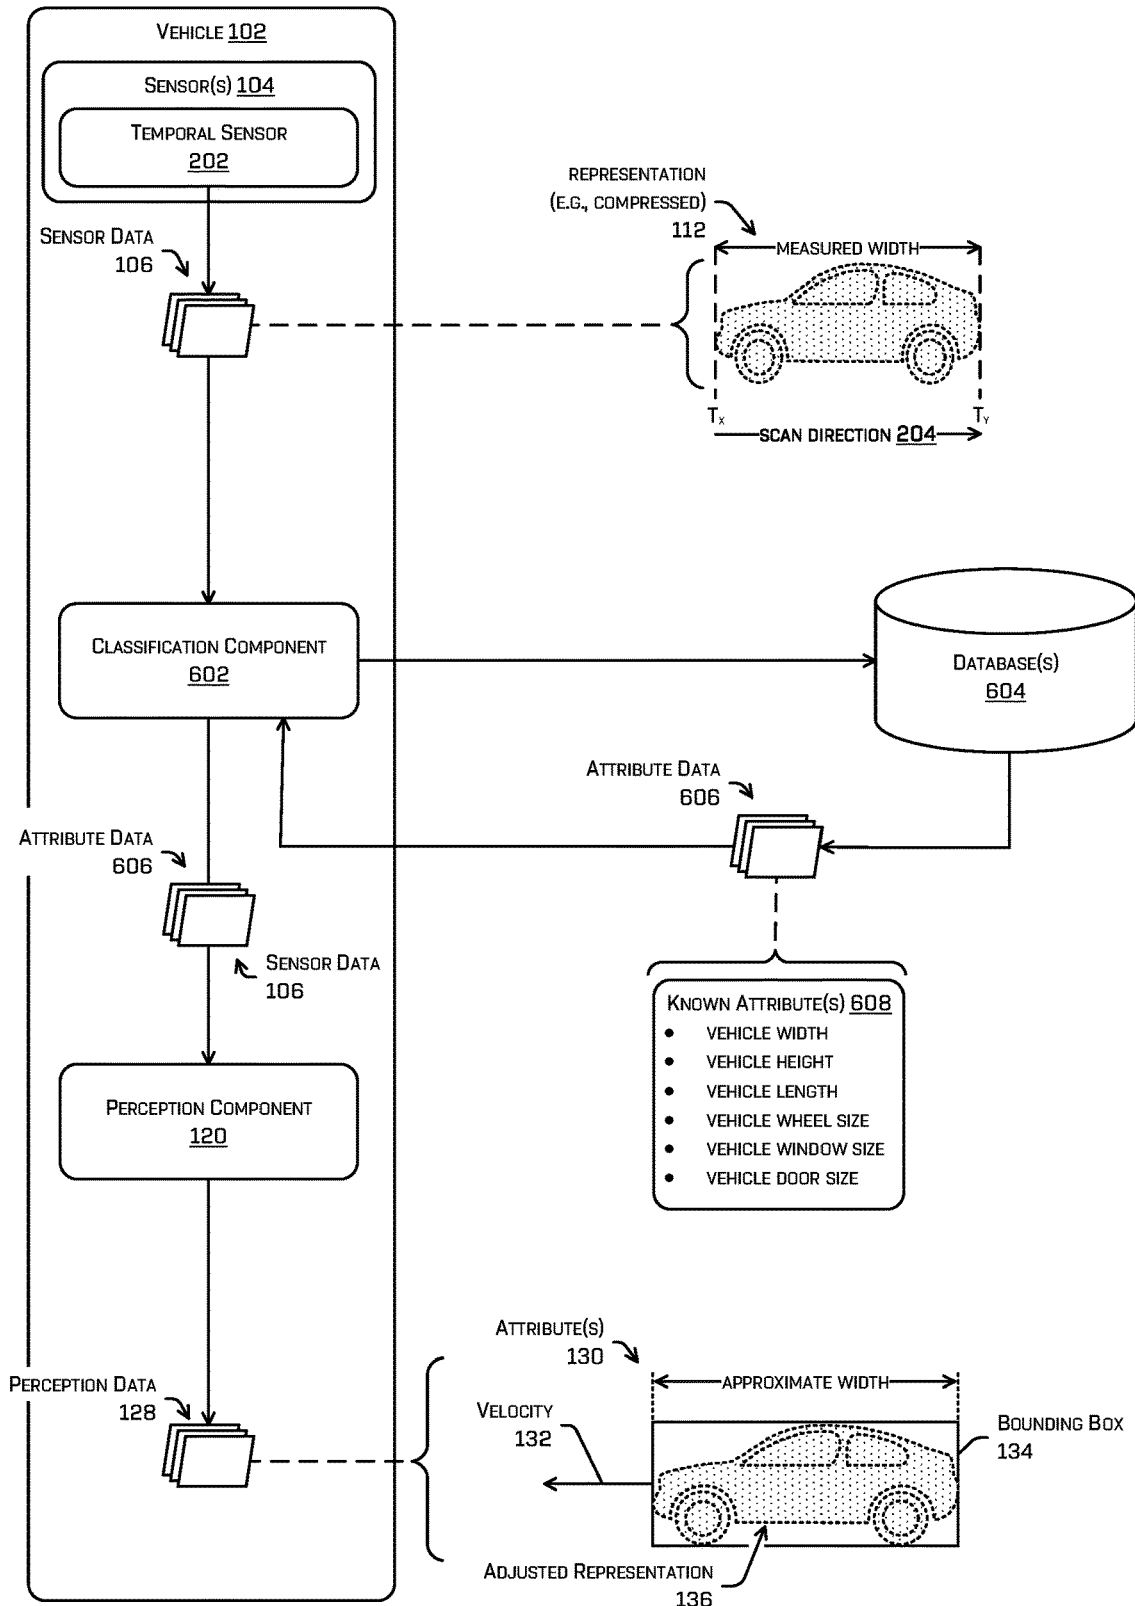 VEHICLE 102
SENSOR(S) 104
TEMPORAL SENSOR
202
REPRESENTATION
(E.G., COMPRESSED)
112
SENSOR DATA
106
MEASURED WIDTH
Tx
Ty
SCAN DIRECTION 204
CLASSIFICATION COMPONENT
602
DATABASE(S)
604
ATTRIBUTE DATA
606
ATTRIBUTE DATA
606
SENSOR DATA
106
KNOWN ATTRIBUTE(S) 608
• VEHICLE WIDTH
• VEHICLE HEIGHT
• VEHICLE LENGTH
• VEHICLE WHEEL SIZE
• VEHICLE WINDOW SIZE
• VEHICLE DOOR SIZE
PERCEPTION COMPONENT
120
ATTRIBUTE(S)
130
PERCEPTION DATA
128
APPROXIMATE WIDTH
VELOCITY
132
BOUNDING BOX
134
ADJUSTED REPRESENTATION
136